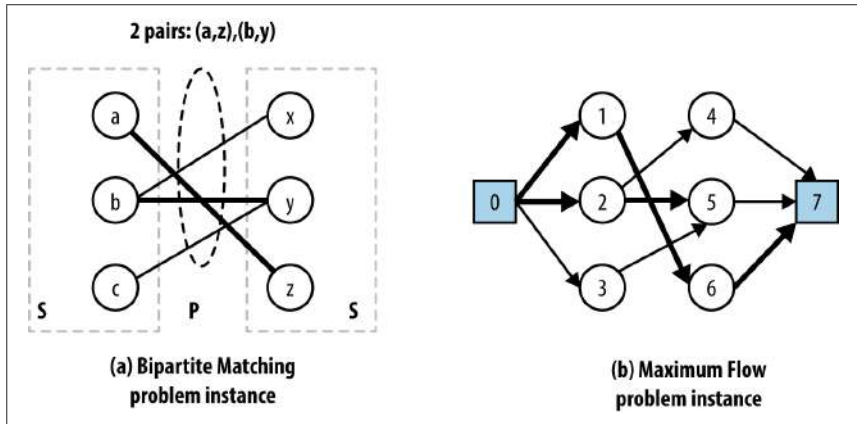 2 pairs: (a,z),(b,y)
a
x
b
y
c
z
S
P
S
(a) Bipartite Matching
problem instance
1
4
0
2
5
7
3
6
(b) Maximum Flow
problem instance